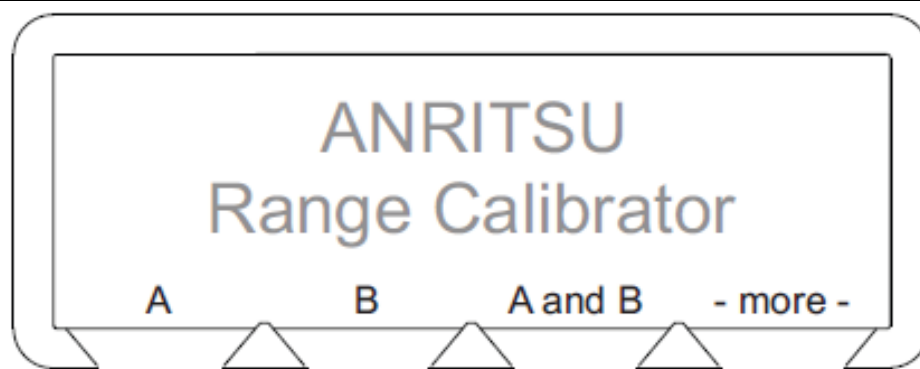 ANRITSU
Range Calibrator
A B A and B - more -